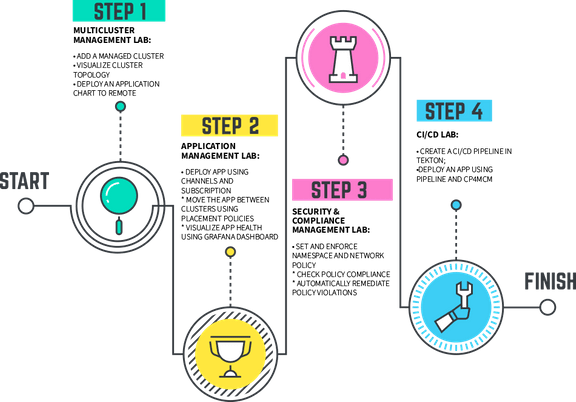 STEP 1
MULTICLUSTER
MANAGEMENT LAB:
• ADD A MANAGED CLUSTER
• VISUALIZE CLUSTER
TOPOLOGY
• DEPLOY AN APPLICATION
CHART TO REMOTE
START
STEP 2
APPLICATION
MANAGEMENT LAB:
• DEPLOY APP USING
CHANNELS AND
SUBSCRIPTION
* MOVE THE APP BETWEEN
CLUSTERS USING
PLACEMENT POLICIES
* VISUALIZE APP HEALTH
USING GRAFANA DASHBOARD
STEP 3
SECURITY &
COMPLIANCE
MANAGEMENT LAB:
• SET AND ENFORCE
NAMESPACE AND NETWORK
POLICY
* CHECK POLICY COMPLIANCE
* AUTOMATICALLY REMEDIATE
POLICY VIOLATIONS
STEP 4
CI/CD LAB:
• CREATE A CI/CD PIPELINE IN
TEKTON;
•DEPLOY AN APP USING
PIPELINE AND CP4MCM
FINISH